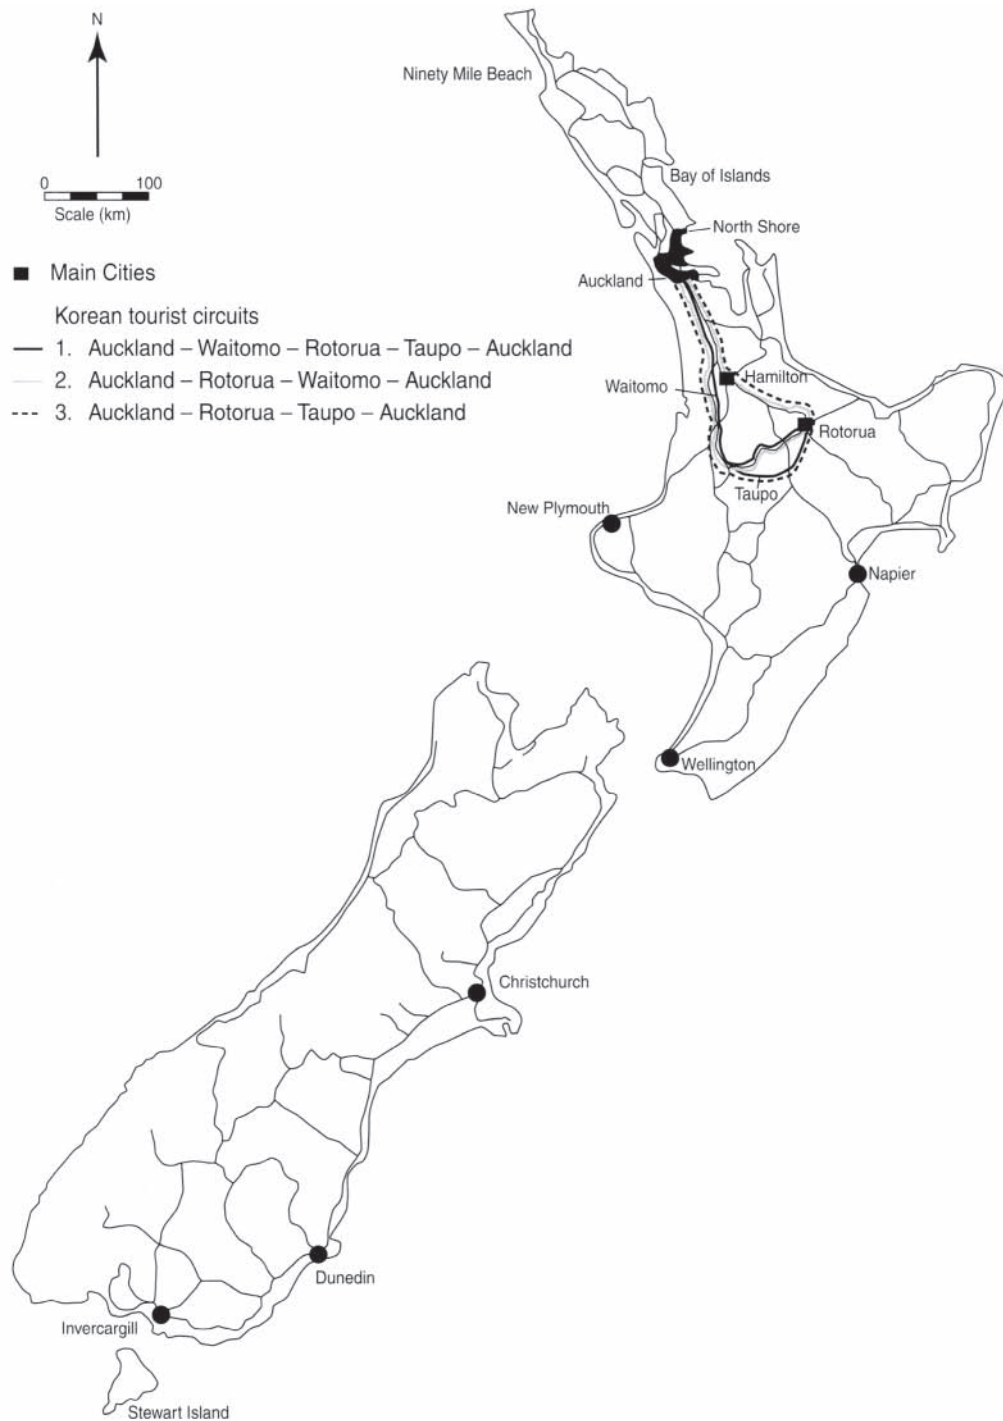 N
Ninety Mile Beach
0 100
Scale (km)
Bay of Islands
North Shore
Main Cities
Auckland
Korean tourist circuits
1. Auckland – Waitomo – Rotorua – Taupo – Auckland
2. Auckland – Rotorua – Waitomo – Auckland
3. Auckland – Rotorua – Taupo – Auckland
Hamilton
Waitomo
Rotorua
Taupo
New Plymouth
Napier
Wellington
Christchurch
Dunedin
Invercargill
Stewart Island